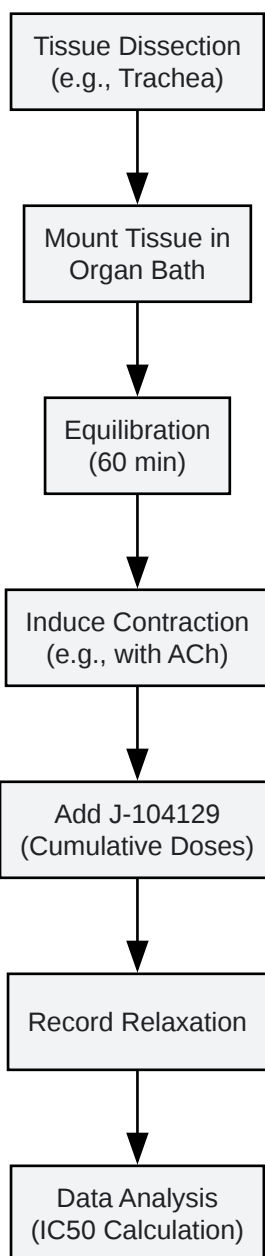 Tissue Dissection
(e.g., Trachea)
Mount Tissue in
Organ Bath
Equilibration
(60 min)
Induce Contraction
(e.g., with ACh)
Add J-104129
(Cumulative Doses)
Record Relaxation
Data Analysis
(IC50 Calculation)